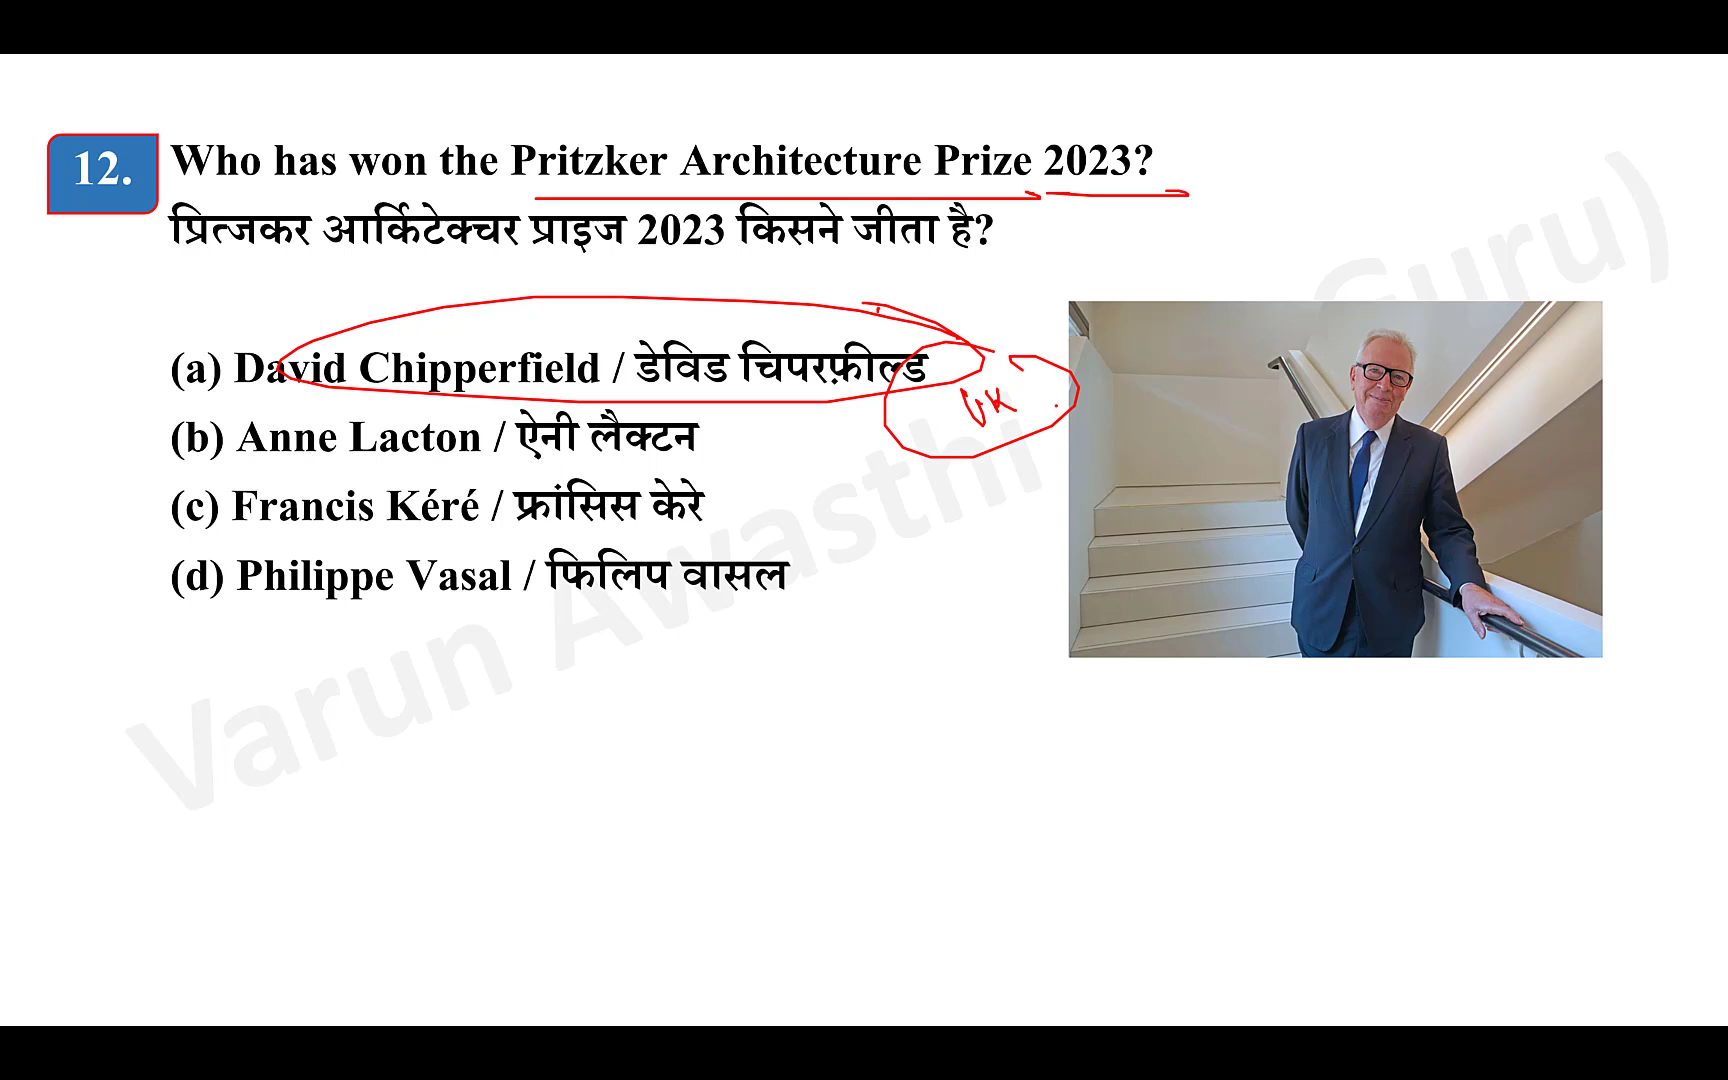 12.
Who has won the Pritzker Architecture Prize 2023?
प्रित्जकर आर्किटेक्चर प्राइज 2023 किसने जीता है?
(a) David Chipperfield / डेविड चिपरफ़ील्ड
UK
(b) Anne Lacton / ऐनी लैक्टन
(c) Francis Kéré / फ्रांसिस केरे
(d) Philippe Vasal / फिलिप वासल
Varun Awasthi Guru)